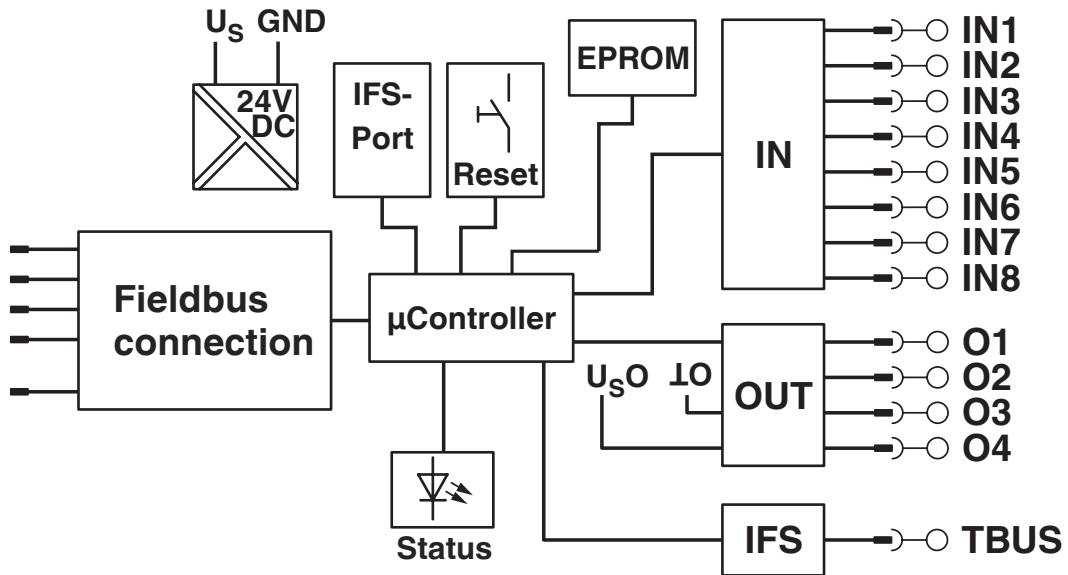 US GND
24V
DC
IFS-
Port
Reset
EPROM
IN
IN1
IN2
IN3
IN4
IN5
IN6
IN7
IN8
Fieldbus
connection
µController
USO
⊥O
OUT
O1
O2
O3
O4
Status
IFS
TBUS